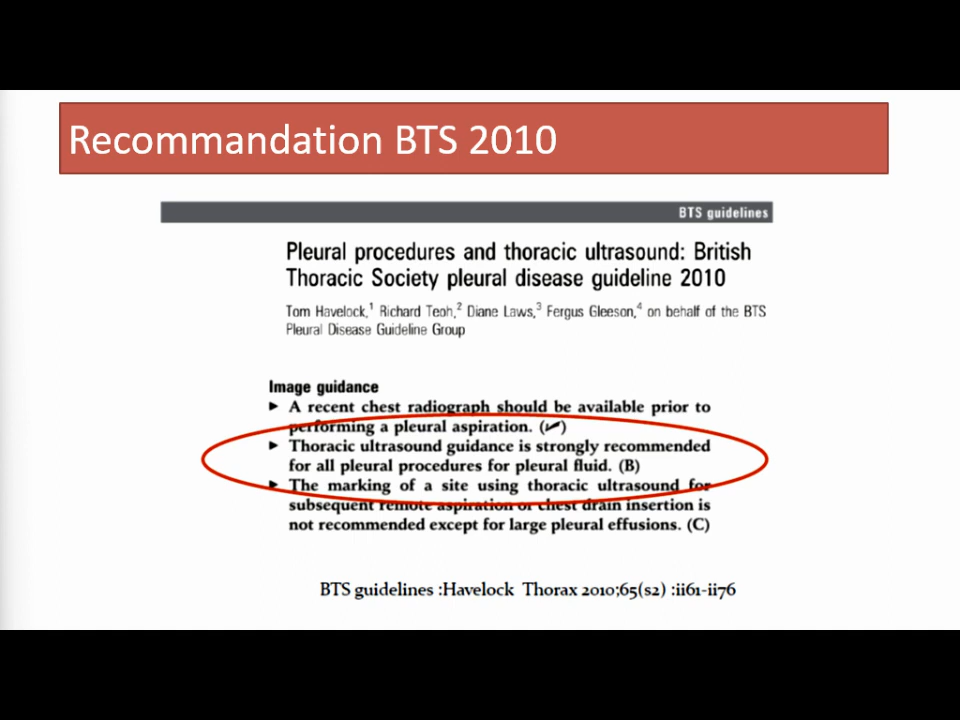 Recommandation BTS 2010
BTS guidelines
Pleural procedures and thoracic ultrasound: British
Thoracic Society pleural disease guideline 2010
Tom Havelock,1 Richard Teoh,2 Diane Laws,3 Fergus Gleeson,4 on behalf of the BTS
Pleural Disease Guideline Group
Image guidance
► A recent chest radiograph should be available prior to
performing a pleural aspiration. (✓)
► Thoracic ultrasound guidance is strongly recommended
for all pleural procedures for pleural fluid. (B)
► The marking of a site using thoracic ultrasound for
subsequent remote aspiration or chest drain insertion is
not recommended except for large pleural effusions. (C)
BTS guidelines :Havelock Thorax 2010;65(s2) :ii61-ii76